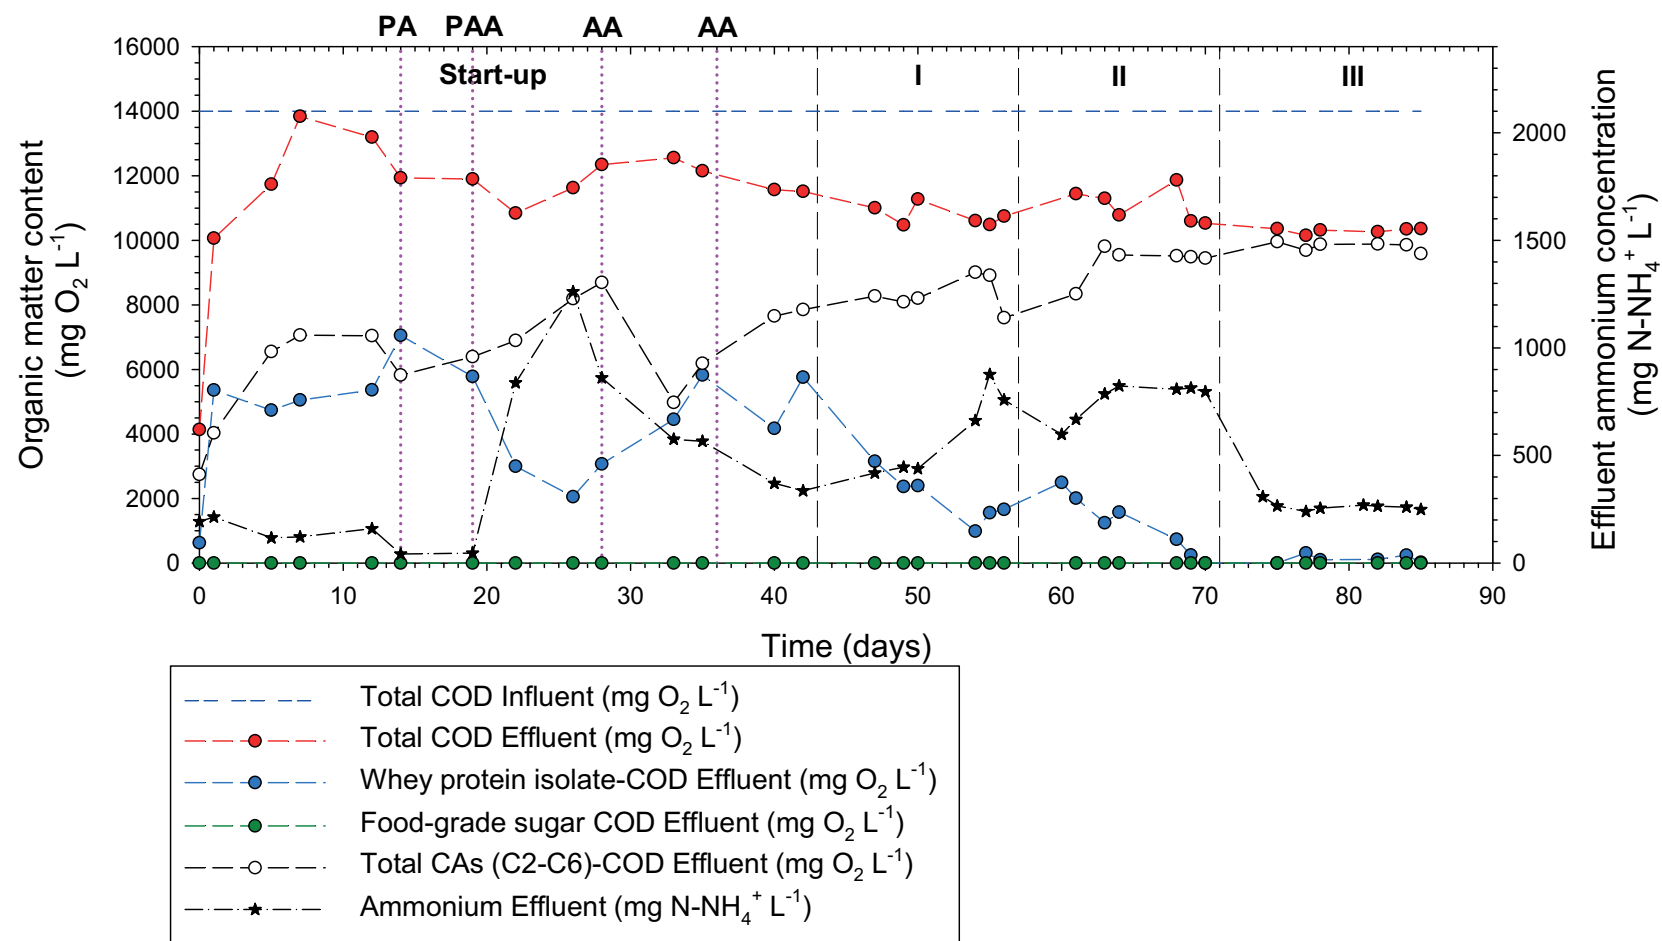 PA PAA AA AA
Start-up I II III
16000
14000
12000
10000
8000
6000
4000
2000
0
Organic matter content
(mg O₂ L⁻¹)
2000
1500
1000
500
0
Effluent ammonium concentration
(mg N-NH₄⁺ L⁻¹)
0 10 20 30 40 50 60 70 80 90
Time (days)
Total COD Influent (mg O₂ L⁻¹)
Total COD Effluent (mg O₂ L⁻¹)
Whey protein isolate-COD Effluent (mg O₂ L⁻¹)
Food-grade sugar COD Effluent (mg O₂ L⁻¹)
Total CAs (C2-C6)-COD Effluent (mg O₂ L⁻¹)
Ammonium Effluent (mg N-NH₄⁺ L⁻¹)